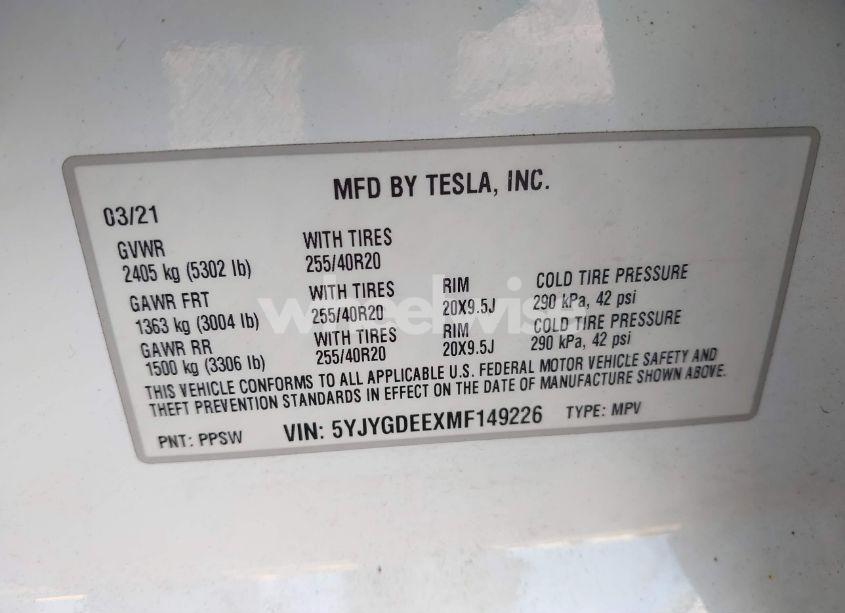 MFD BY TESLA, INC.
03/21
GVWR WITH TIRES
2405 kg (5302 lb) 255/40R20
GAWR FRT WITH TIRES RIM COLD TIRE PRESSURE
1363 kg (3004 lb) 255/40R20 20X9.5J 290 kPa, 42 psi
GAWR RR WITH TIRES RIM COLD TIRE PRESSURE
1500 kg (3306 lb) 255/40R20 20X9.5J 290 kPa, 42 psi
THIS VEHICLE CONFORMS TO ALL APPLICABLE U.S. FEDERAL MOTOR VEHICLE SAFETY AND
THEFT PREVENTION STANDARDS IN EFFECT ON THE DATE OF MANUFACTURE SHOWN ABOVE.
PNT: PPSW VIN: 5YJYGDEEXMF149226 TYPE: MPV
wheelwise